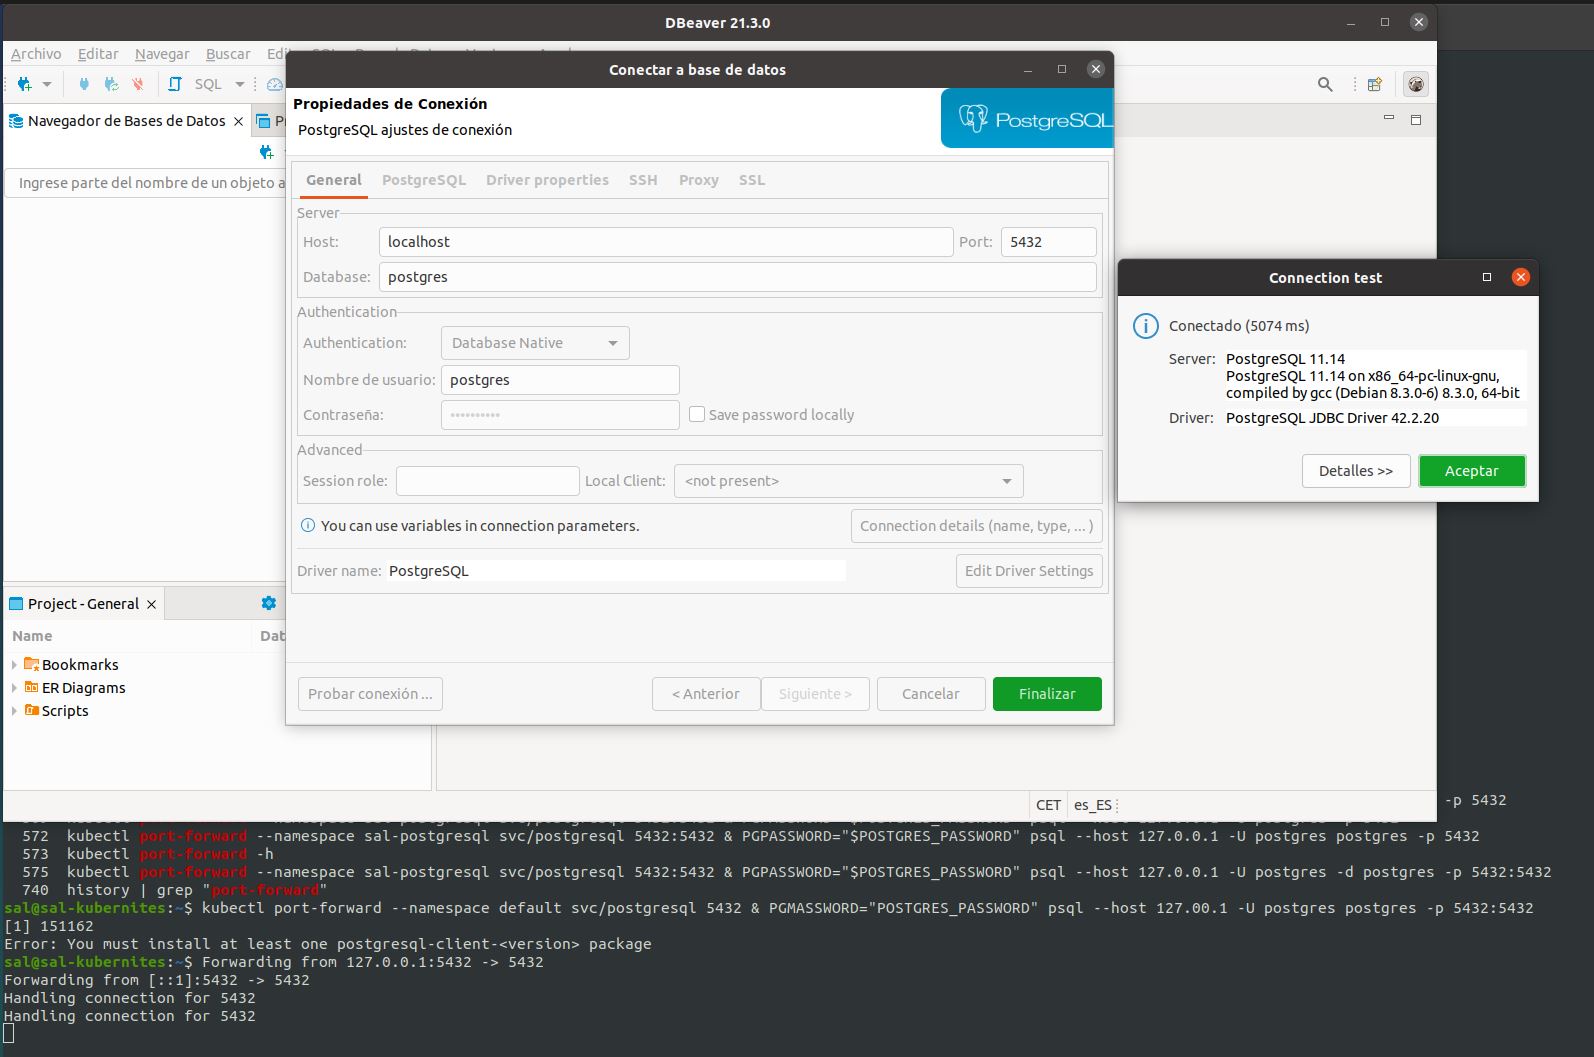 DBeaver 21.3.0
Archivo Editar Navegar Buscar
SQL
Navegador de Bases de Datos
Ingrese parte del nombre de un objeto a
Conectar a base de datos
Propiedades de Conexión
PostgreSQL ajustes de conexión
PostgreSQL
General PostgreSQL Driver properties SSH Proxy SSL
Server
Host: localhost Port: 5432
Database: postgres
Authentication
Authentication: Database Native
Nombre de usuario: postgres
Contraseña: •••••••••• Save password locally
Advanced
Session role: Local Client: <not present>
You can use variables in connection parameters. Connection details (name, type, ... )
Driver name: PostgreSQL Edit Driver Settings
Probar conexión ... < Anterior Siguiente > Cancelar Finalizar
Connection test
Conectado (5074 ms)
Server: PostgreSQL 11.14
PostgreSQL 11.14 on x86_64-pc-linux-gnu,
compiled by gcc (Debian 8.3.0-6) 8.3.0, 64-bit
Driver: PostgreSQL JDBC Driver 42.2.20
Detalles >> Aceptar
Project - General
Name Dat
Bookmarks
ER Diagrams
Scripts
CET es_ES
-p 5432
572 kubectl port-forward --namespace sal-postgresql svc/postgresql 5432:5432 & PGPASSWORD="$POSTGRES_PASSWORD" psql --host 127.0.0.1 -U postgres postgres -p 5432
573 kubectl port-forward -h
575 kubectl port-forward --namespace sal-postgresql svc/postgresql 5432:5432 & PGPASSWORD="$POSTGRES_PASSWORD" psql --host 127.0.0.1 -U postgres -d postgres -p 5432:5432
740 history | grep "port-forward"
sal@sal-kubernites:~$ kubectl port-forward --namespace default svc/postgresql 5432 & PGMASSWORD="POSTGRES_PASSWORD" psql --host 127.00.1 -U postgres postgres -p 5432:5432
[1] 151162
Error: You must install at least one postgresql-client-<version> package
sal@sal-kubernites:~$ Forwarding from 127.0.0.1:5432 -> 5432
Forwarding from [::1]:5432 -> 5432
Handling connection for 5432
Handling connection for 5432